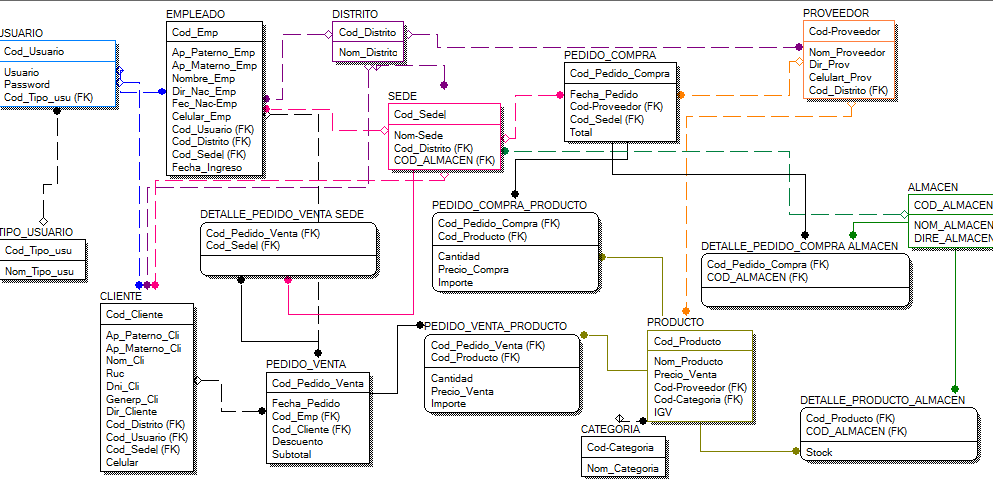 USUARIO
Cod_Usuario
Usuario
Password
Cod_Tipo_usu (FK)
TIPO_USUARIO
Cod_Tipo_usu
Nom_Tipo_usu
EMPLEADO
Cod_Emp
Ap_Paterno_Emp
Ap_Materno_Emp
Nombre_Emp
Dir_Nac_Emp
Fec_Nac-Emp
Celular_Emp
Cod_Usuario (FK)
Cod_Distrito (FK)
Cod_Sede| (FK)
Fecha_Ingreso
DISTRITO
Cod_Distrito
Nom_Distrito
SEDE
Cod_Sede|
Nom-Sede
Cod_Distrito (FK)
COD_ALMACEN (FK)
PEDIDO_COMPRA
Cod_Pedido_Compra
Fecha_Pedido
Cod-Proveedor (FK)
Cod_Sede| (FK)
Total
PROVEEDOR
Cod-Proveedor
Nom_Proveedor
Dir_Prov
Celulart_Prov
Cod_Distrito (FK)
DETALLE_PEDIDO_VENTA SEDE
Cod_Pedido_Venta (FK)
Cod_Sede| (FK)
PEDIDO_COMPRA_PRODUCTO
Cod_Pedido_Compra (FK)
Cod_Producto (FK)
Cantidad
Precio_Compra
Importe
DETALLE_PEDIDO_COMPRA ALMACEN
Cod_Pedido_Compra (FK)
COD_ALMACEN (FK)
ALMACEN
COD_ALMACEN
NOM_ALMACEN
DIRE_ALMACEN
CLIENTE
Cod_Cliente
Ap_Paterno_Cli
Ap_Materno_Cli
Nom_Cli
Ruc
Dni_Cli
Generp_Cli
Dir_Cliente
Cod_Distrito (FK)
Cod_Usuario (FK)
Cod_Sede| (FK)
Celular
PEDIDO_VENTA
Cod_Pedido_Venta
Fecha_Pedido
Cod_Emp (FK)
Cod_Cliente (FK)
Descuento
Subtotal
PEDIDO_VENTA_PRODUCTO
Cod_Pedido_Venta (FK)
Cod_Producto (FK)
Cantidad
Precio_Venta
Importe
PRODUCTO
Cod_Producto
Nom_Producto
Precio_Venta
Cod-Proveedor (FK)
Cod-Categoria (FK)
IGV
CATEGORIA
Cod-Categoria
Nom_Categoria
DETALLE_PRODUCTO_ALMACEN
Cod_Producto (FK)
COD_ALMACEN (FK)
Stock